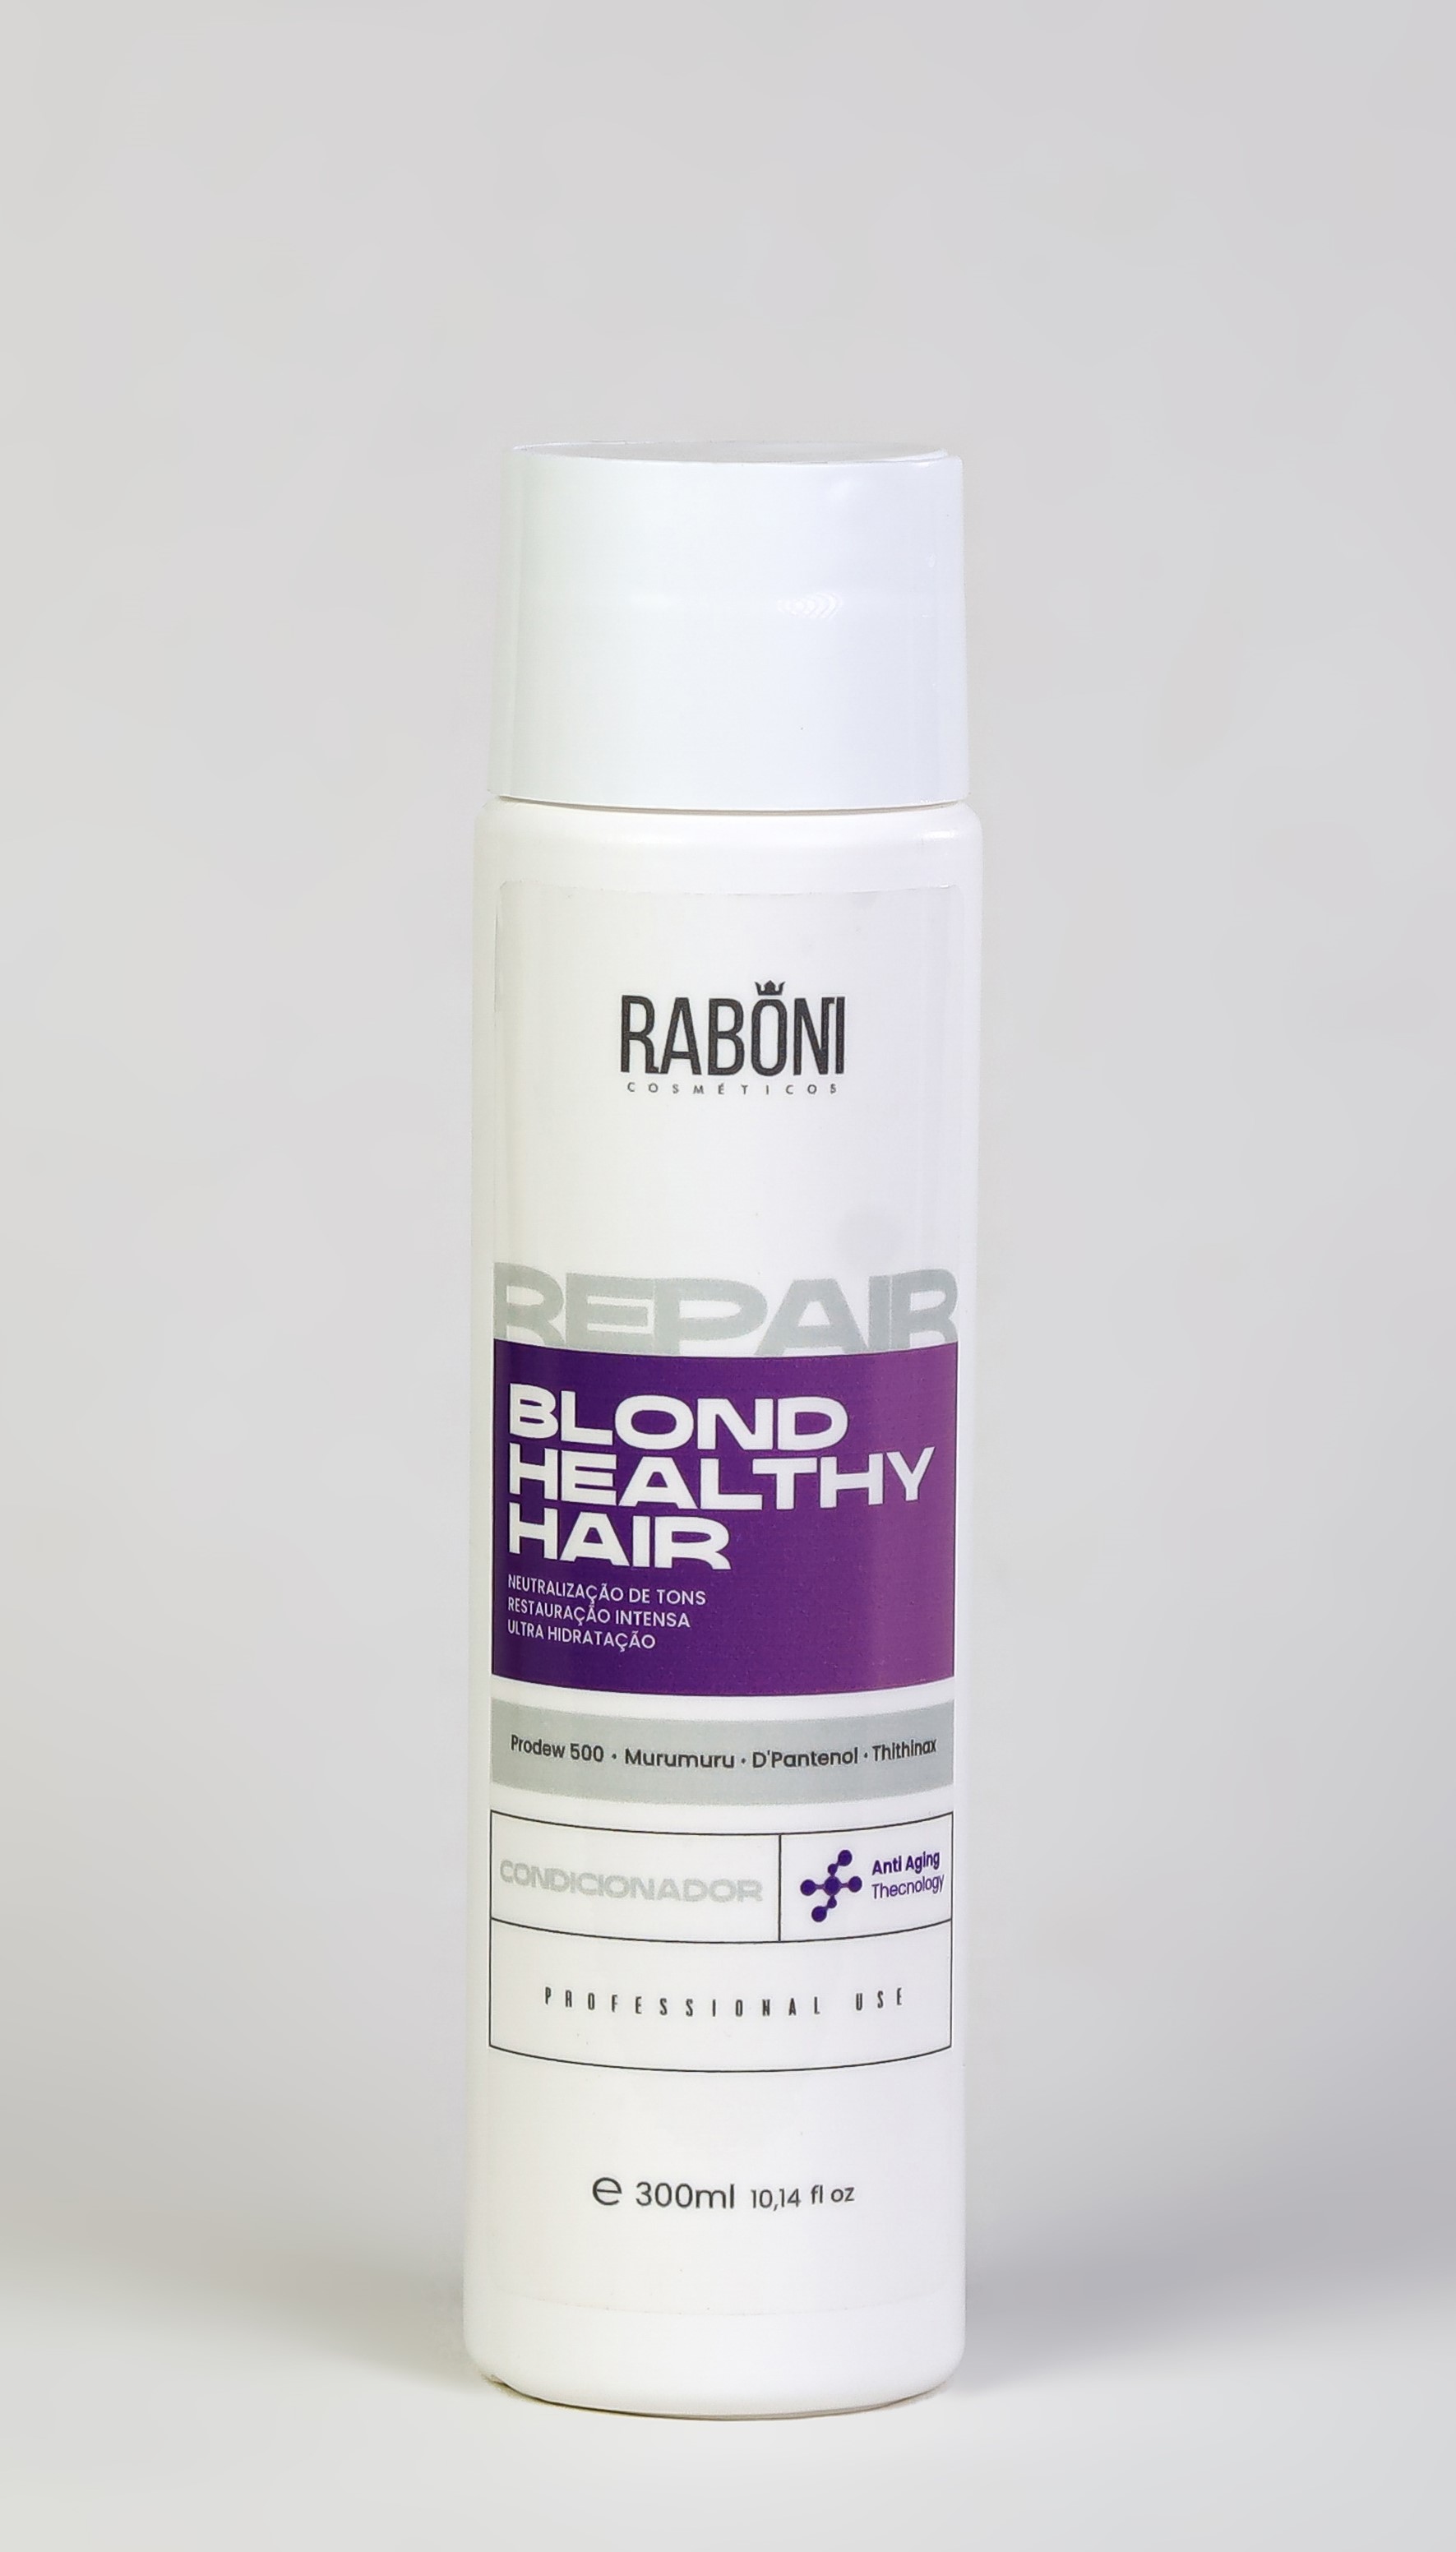 RABONI
COSMÉTICOS
REPAIR
BLOND
HEALTHY
HAIR
NEUTRALIZAÇÃO DE TONS
RESTAURAÇÃO INTENSA
ULTRA HIDRATAÇÃO
Prodew 500 • Murumuru • D'Pantenol • Thithinax
CONDICIONADOR
Anti Aging
Thecnology
PROFESSIONAL USE
℮ 300ml 10,14 fl oz